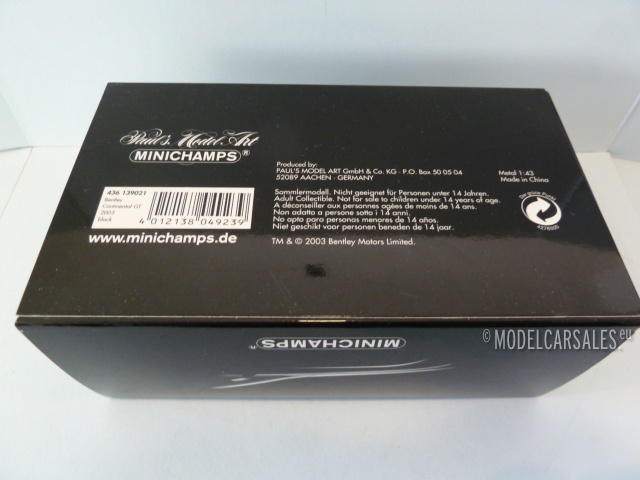 Paul's Model Art
MINICHAMPS®
436 139021
Bentley
Continental GT
2003
black
4 012138 049239
www.minichamps.de
Produced by:
PAUL'S MODEL ART GmbH & Co. KG · P.O. Box 50 05 04
52089 AACHEN · GERMANY
Metal 1:43
Made in China
Sammlermodell. Nicht geeignet für Personen unter 14 Jahren.
Adult Collectible. Not for sale to children under 14 years of age.
A déconseiller aux personnes agées de moins de 14 ans.
Non adatto a persone sotto i 14 anni.
No apto para personas menores de 14 años.
Niet geschikt voor personen beneden de 14 jaar.
TM & © 2003 Bentley Motors Limited.
Der grüne Punkt
4278500
MINICHAMPS®
© MODELCARSALES.eu